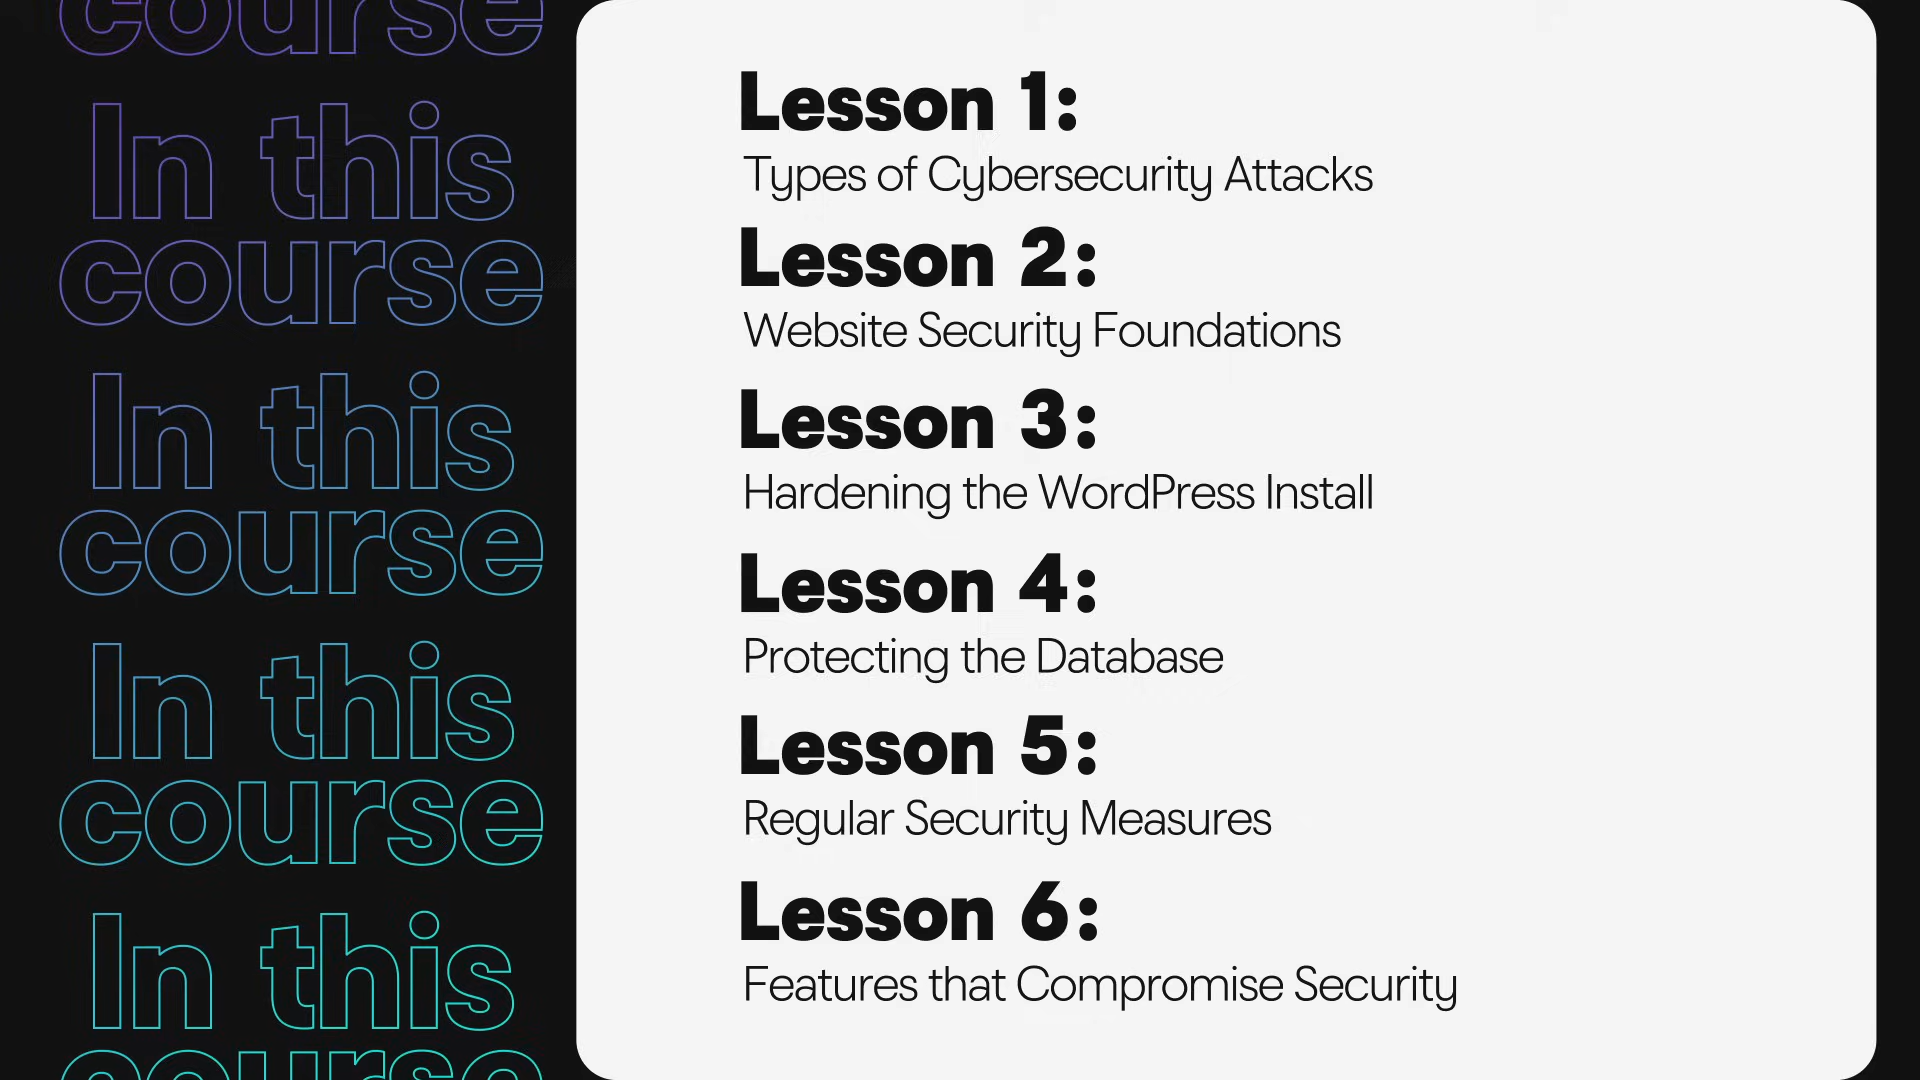 course
In this
course
In this
course
In this
course
In this
course
Lesson 1:
Types of Cybersecurity Attacks
Lesson 2:
Website Security Foundations
Lesson 3:
Hardening the WordPress Install
Lesson 4:
Protecting the Database
Lesson 5:
Regular Security Measures
Lesson 6:
Features that Compromise Security